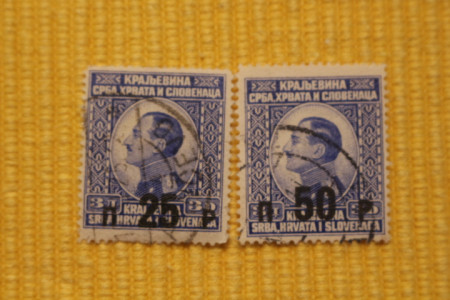 КРАЉЕВИНА
СРБА, ХРВАТА И СЛОВЕНАЦА
П 25 Р
SRBA, HRVATA I SLOVENACA
КРАЉЕВИНА
СРБА, ХРВАТА И СЛОВЕНАЦА
П 50 Р
SRBA, HRVATA I SLOVENACA